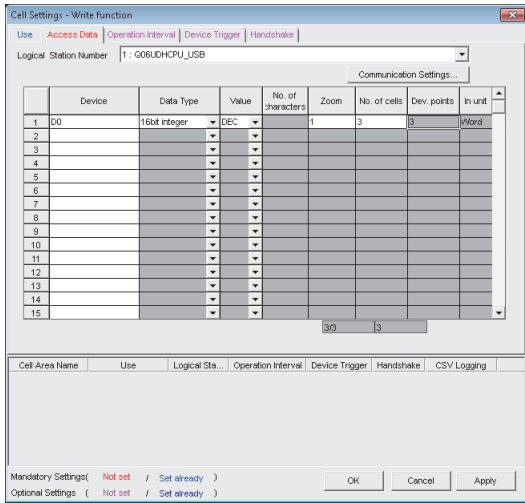 Cell Settings - Write function
Use Access Data Operation Interval Device Trigger Handshake
Logical Station Number 1 : Q06UDHCPU_USB
Communication Settings...
Device Data Type Value No. of characters Zoom No. of cells Dev. points In unit
1 D0 16bit integer DEC 1 3 3 Word
2
3
4
5
6
7
8
9
10
11
12
13
14
15
3/3 3
Cell Area Name Use Logical Sta... Operation Interval Device Trigger Handshake CSV Logging
Mandatory Settings( Not set / Set already )
Optional Settings ( Not set / Set already )
OK Cancel Apply